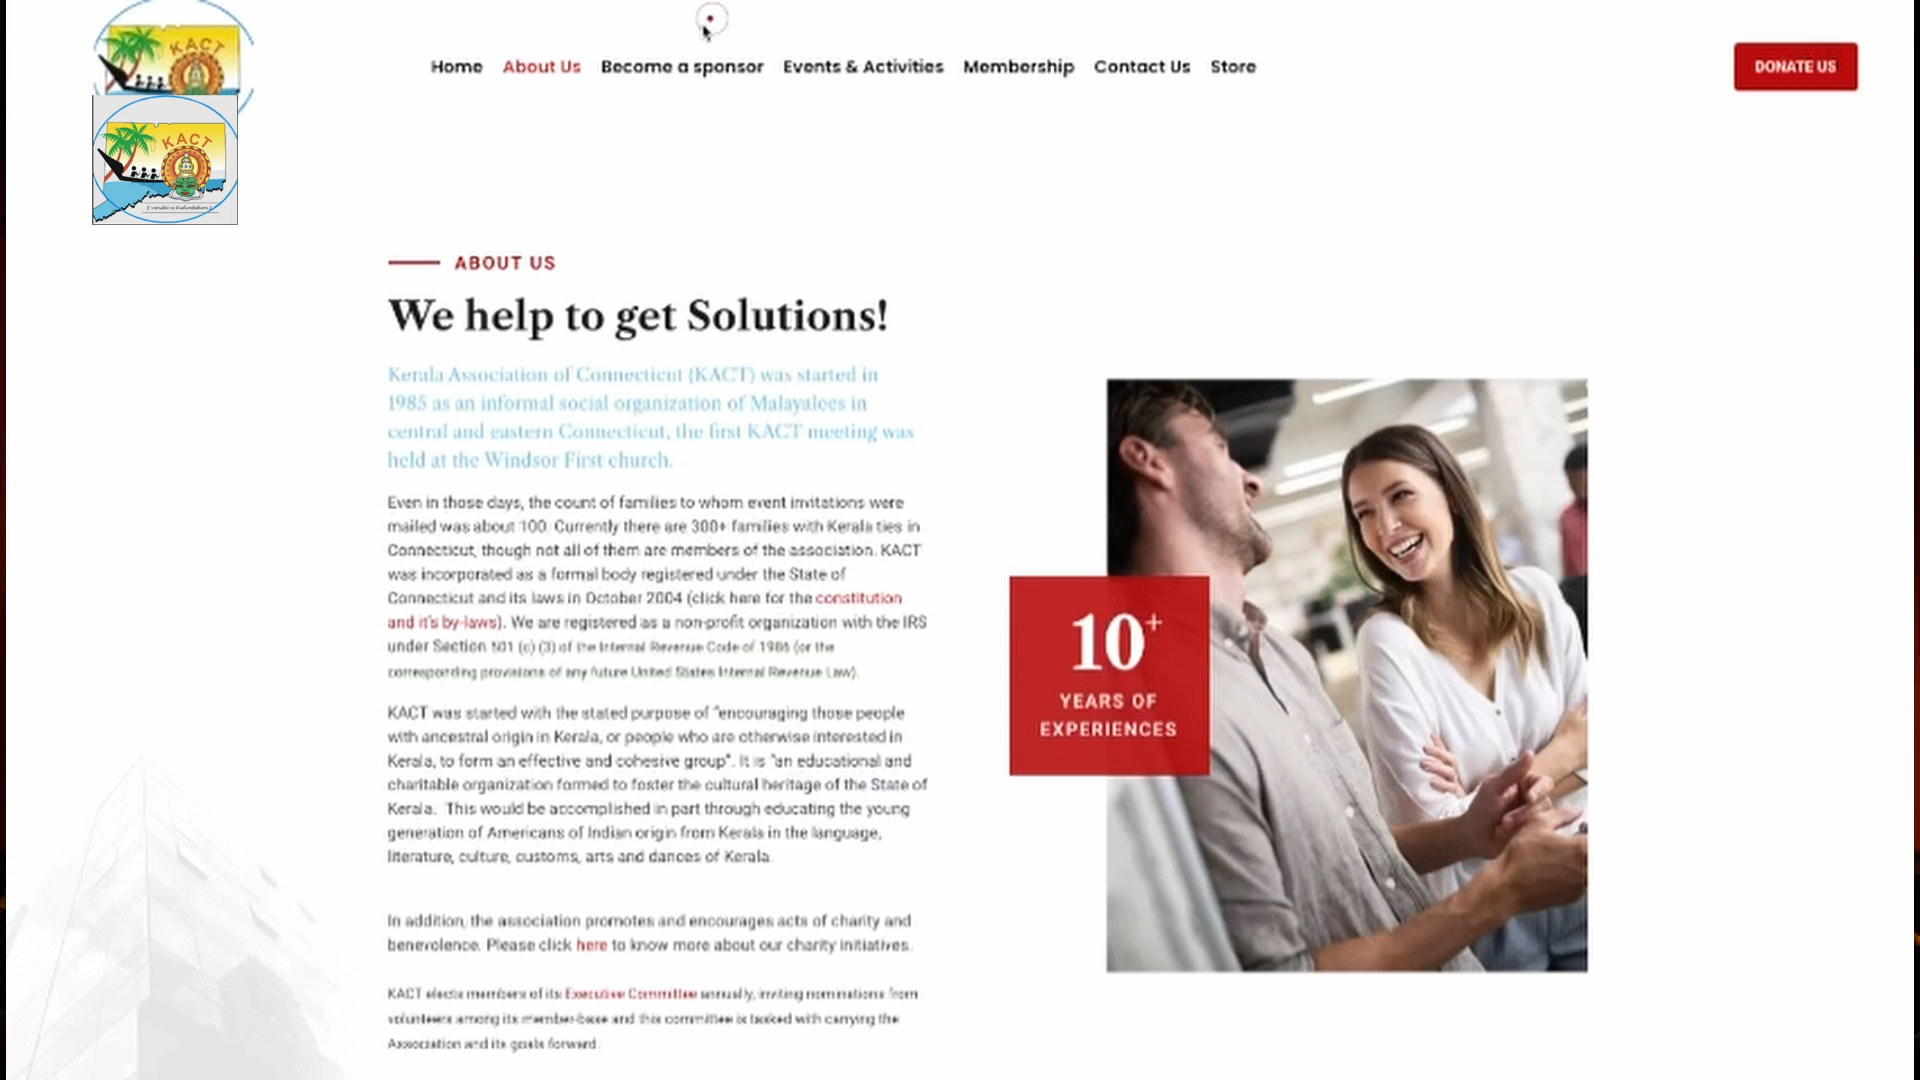 KACT
Home About Us Become a sponsor Events & Activities Membership Contact Us Store
DONATE US
KACT
ABOUT US
We help to get Solutions!
Kerala Association of Connecticut (KACT) was started in
1985 as an informal social organization of Malayalees in
central and eastern Connecticut, the first KACT meeting was
held at the Windsor First church.
Even in those days, the count of families to whom event invitations were
mailed was about 100. Currently there are 300+ families with Kerala ties in
Connecticut, though not all of them are members of the association. KACT
was incorporated as a formal body registered under the State of
Connecticut and its laws in October 2004 (click here for the constitution
and it's by-laws). We are registered as a non-profit organization with the IRS
under Section 501 (c) (3) of the Internal Revenue Code of 1986 (or the
corresponding provisions of any future United States Internal Revenue Law).
KACT was started with the stated purpose of "encouraging those people
with ancestral origin in Kerala, or people who are otherwise interested in
Kerala, to form an effective and cohesive group". It is "an educational and
charitable organization formed to foster the cultural heritage of the State of
Kerala. This would be accomplished in part through educating the young
generation of Americans of Indian origin from Kerala in the language,
literature, culture, customs, arts and dances of Kerala.
In addition, the association promotes and encourages acts of charity and
benevolence. Please click here to know more about our charity initiatives.
KACT elects members of its Executive Committee annually, inviting nominations from
volunteers among its member-base and this committee is tasked with carrying the
Association and its goals forward.
10+
YEARS OF
EXPERIENCES